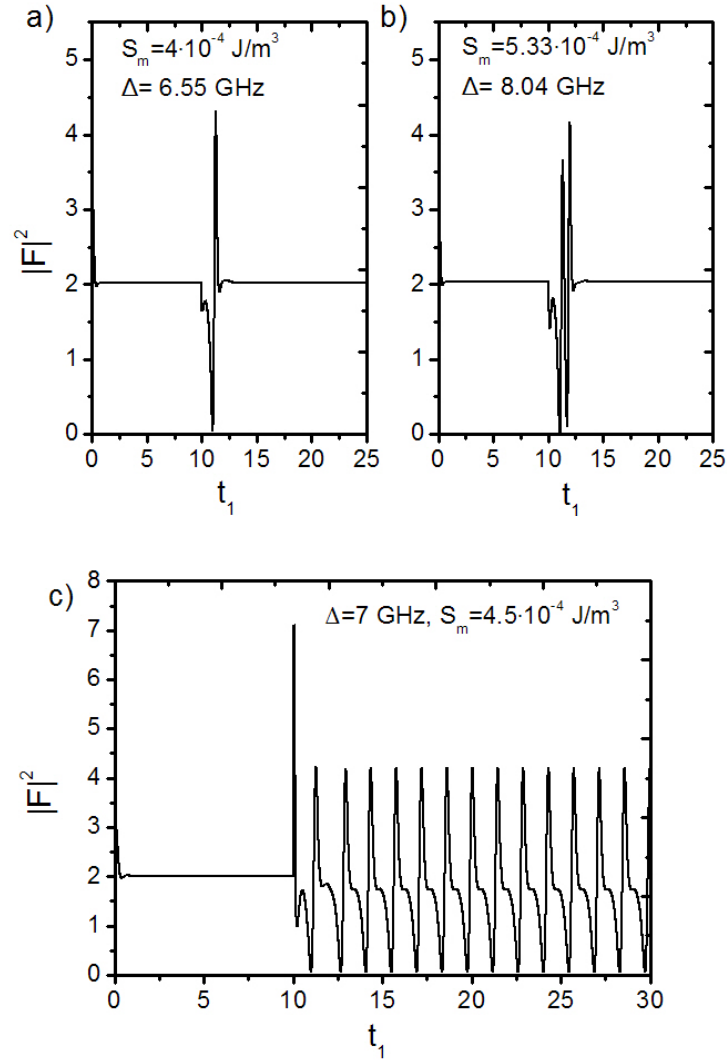 a)
S_m=4·10^-4 J/m^3
Δ= 6.55 GHz
|F|^2
5
4
3
2
1
0
0 5 10 15 20 25
t_1
b)
S_m=5.33·10^-4 J/m^3
Δ= 8.04 GHz
5
4
3
2
1
0
0 5 10 15 20 25
t_1
c)
Δ=7 GHz, S_m=4.5·10^-4 J/m^3
|F|^2
8
7
6
5
4
3
2
1
0
0 5 10 15 20 25 30
t_1